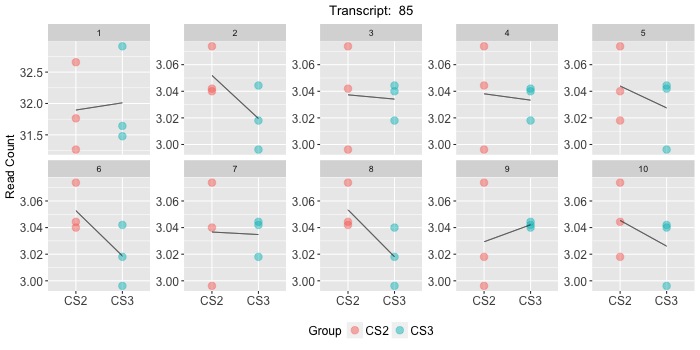 Transcript: 85
1 2 3 4 5
32.5 3.06 3.06 3.06 3.06
3.04 3.04 3.04 3.04
32.0
3.02 3.02 3.02 3.02
31.5
3.00 3.00 3.00 3.00
Read Count
6 7 8 9 10
3.06 3.06 3.06 3.06 3.06
3.04 3.04 3.04 3.04 3.04
3.02 3.02 3.02 3.02 3.02
3.00 3.00 3.00 3.00 3.00
CS2 CS3 CS2 CS3 CS2 CS3 CS2 CS3 CS2 CS3
Group CS2 CS3